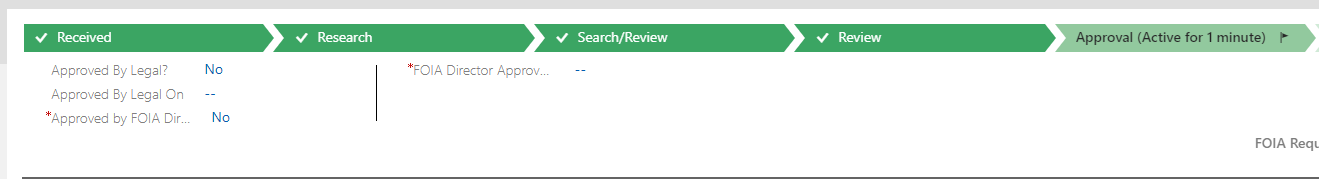 Received Research Search/Review Review Approval (Active for 1 minute)
Approved By Legal? No *FOIA Director Approv... --
Approved By Legal On --
*Approved by FOIA Dir... No
FOIA Requ